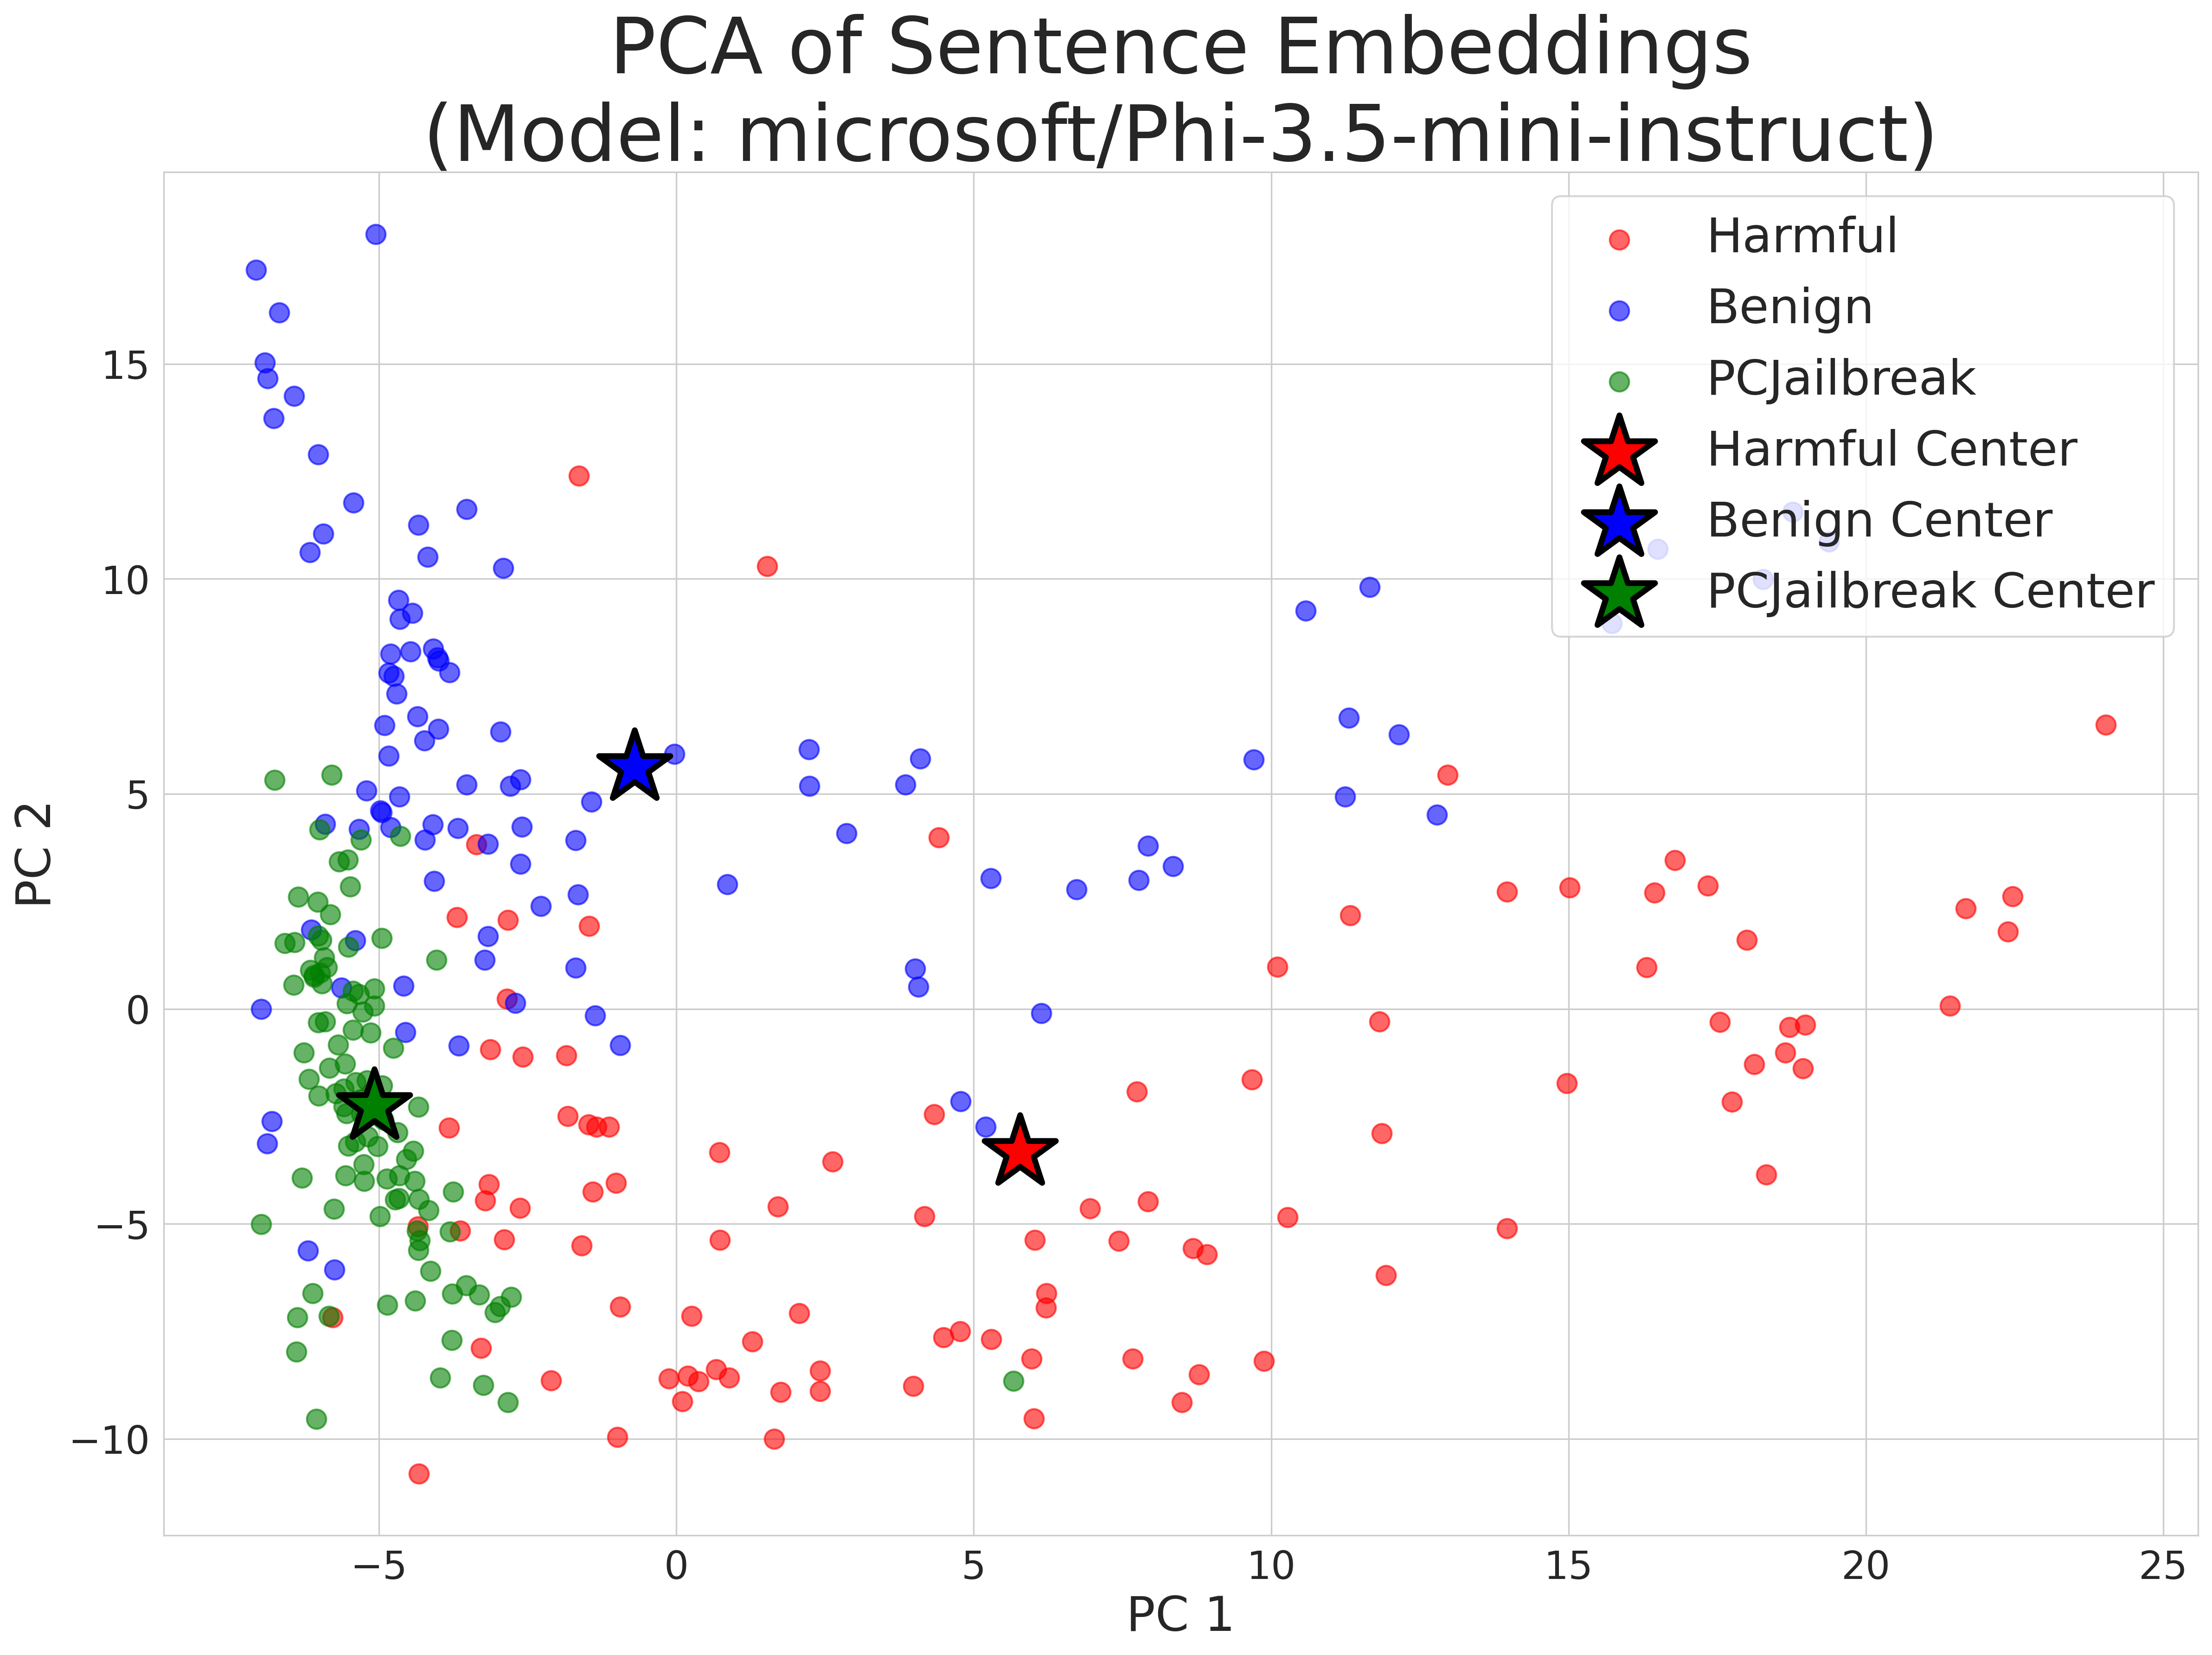 PCA of Sentence Embeddings
(Model: microsoft/Phi-3.5-mini-instruct)
Harmful
Benign
PCJailbreak
Harmful Center
Benign Center
PCJailbreak Center
PC 2
15
10
5
0
−5
−10
−5
0
5
10
15
20
25
PC 1